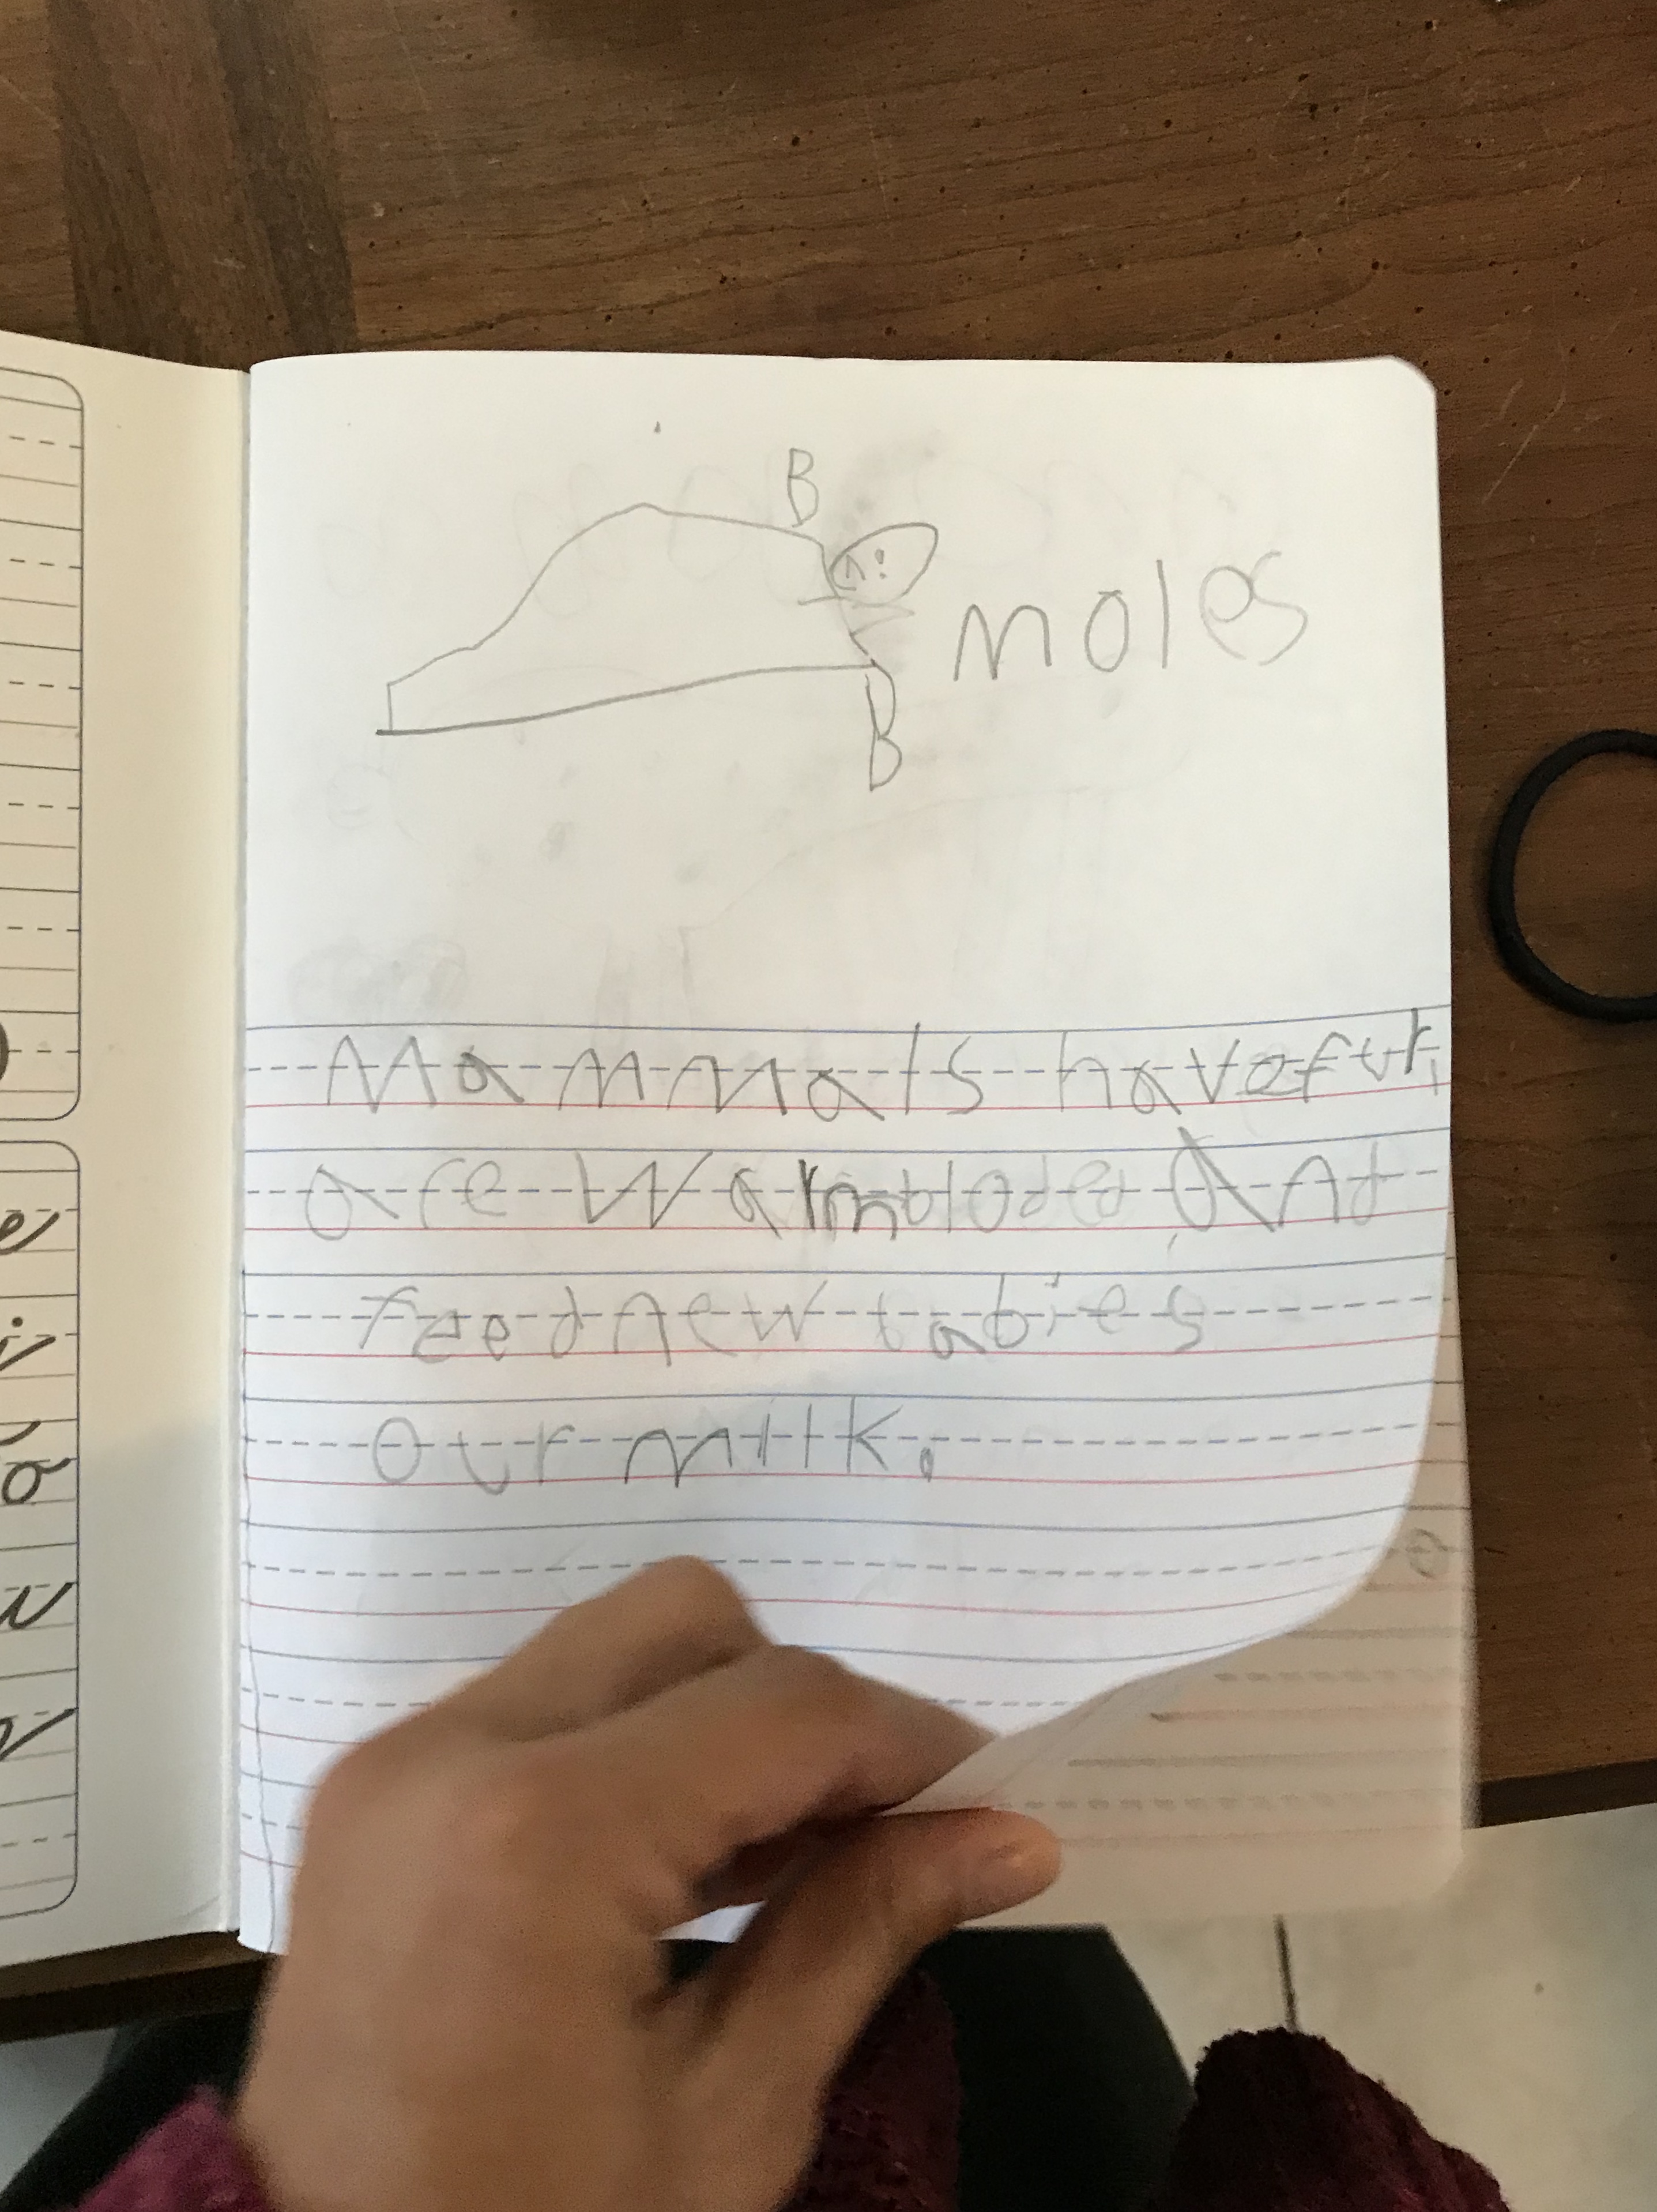 B
moles
B
Mammals have fur,
are warmbloded, And
feed new babies
our milk.